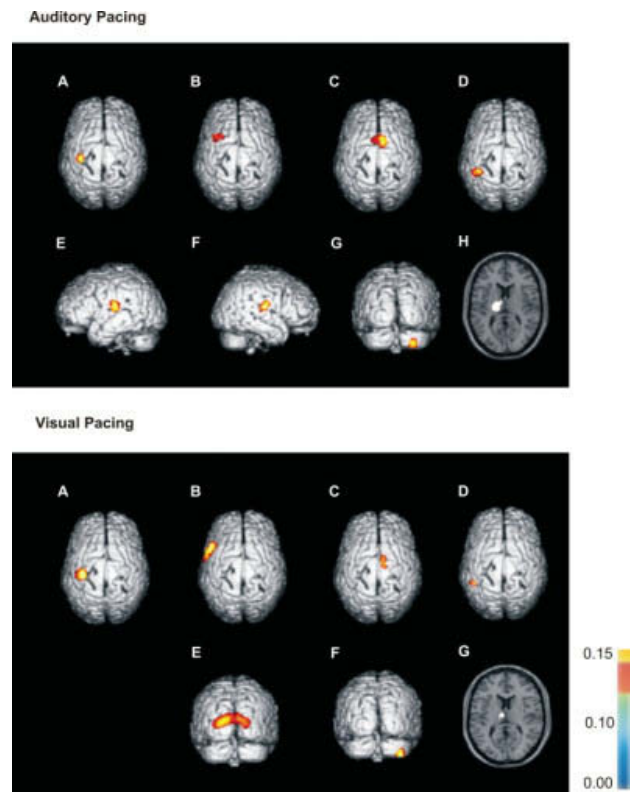 Auditory Pacing
A B C D
E F G H
Visual Pacing
A B C D
E F G
0.15
0.10
0.00